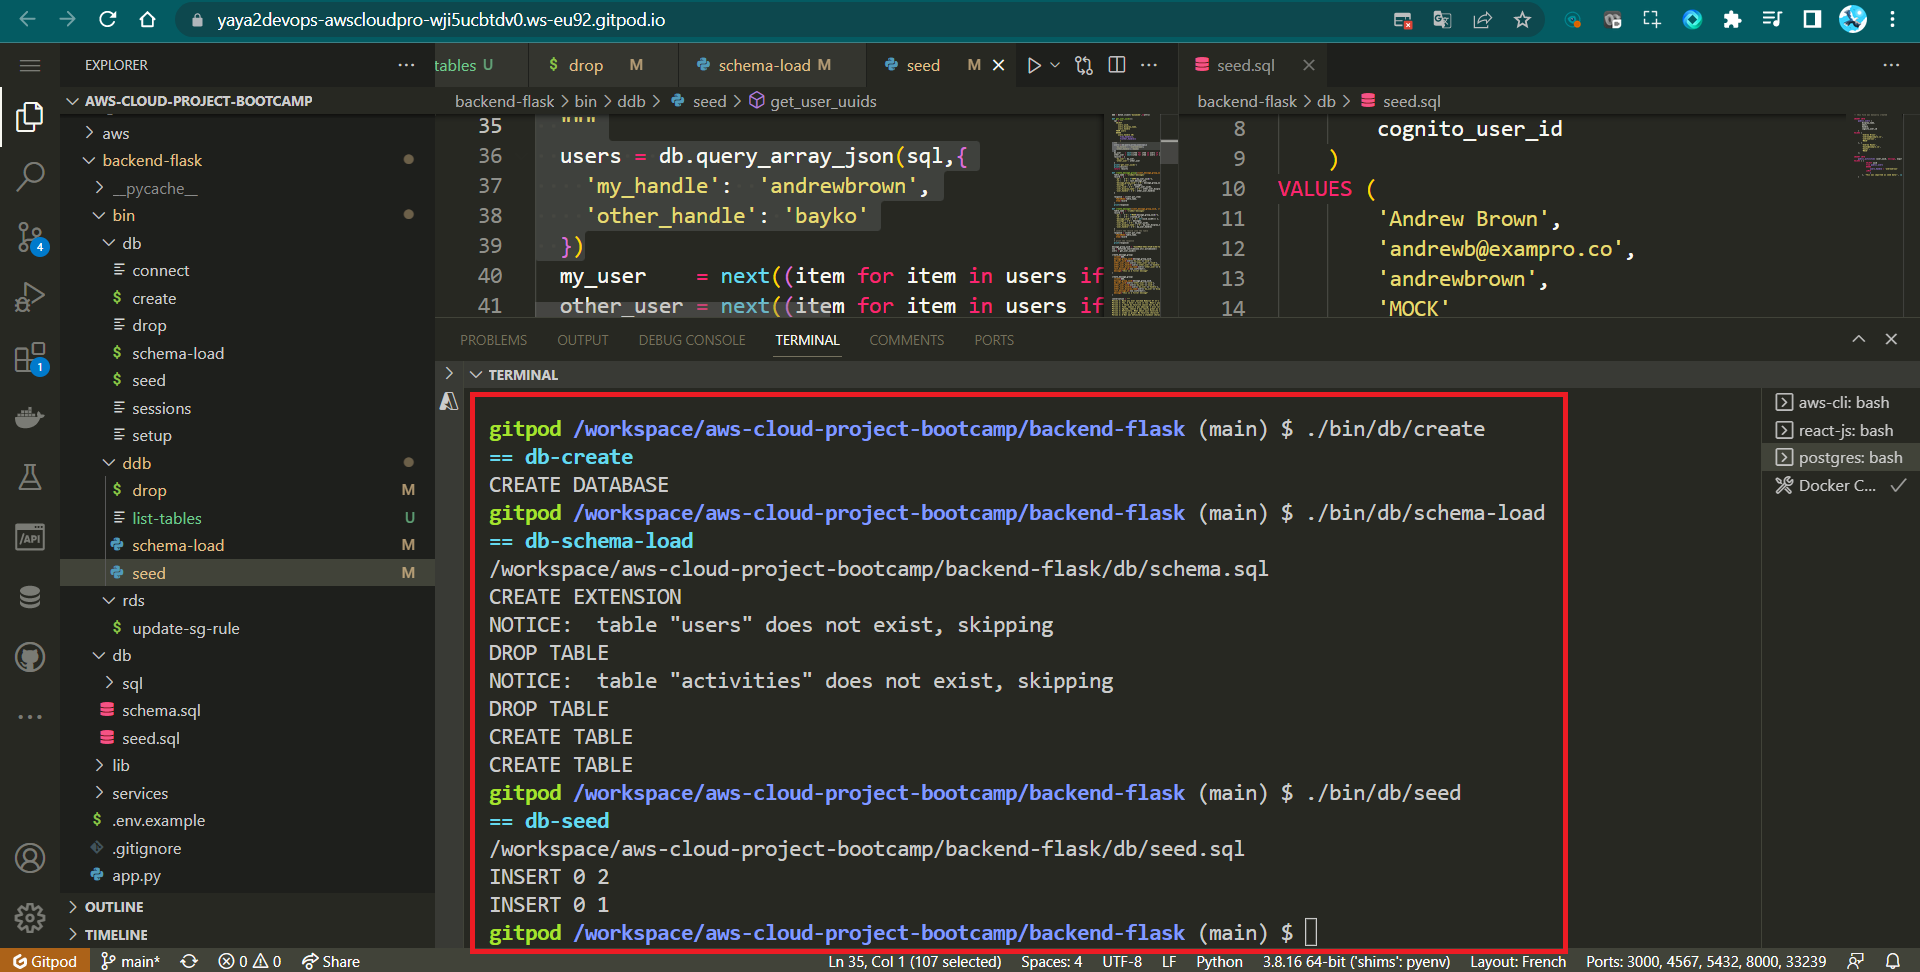 yaya2devops-awscloudpro-wji5ucbtdv0.ws-eu92.gitpod.io
EXPLORER
AWS-CLOUD-PROJECT-BOOTCAMP
aws
backend-flask
__pycache__
bin
db
connect
$ create
drop
$ schema-load
$ seed
sessions
setup
ddb
$ drop M
list-tables U
schema-load M
seed M
rds
$ update-sg-rule
db
sql
schema.sql
seed.sql
lib
services
$ .env.example
.gitignore
app.py
OUTLINE
TIMELINE
4
1
/API
tables U
$ drop M
schema-load M
seed M
backend-flask > bin > ddb > seed > get_user_uuids
35 """
36 users = db.query_array_json(sql,{
37 'my_handle': 'andrewbrown',
38 'other_handle': 'bayko'
39 })
40 my_user = next((item for item in users if
41 other_user = next((item for item in users if
seed.sql
backend-flask > db > seed.sql
8 cognito_user_id
9 )
10 VALUES (
11 'Andrew Brown',
12 'andrewb@exampro.co',
13 'andrewbrown',
14 'MOCK'
PROBLEMS OUTPUT DEBUG CONSOLE TERMINAL COMMENTS PORTS
TERMINAL
gitpod /workspace/aws-cloud-project-bootcamp/backend-flask (main) $ ./bin/db/create
== db-create
CREATE DATABASE
gitpod /workspace/aws-cloud-project-bootcamp/backend-flask (main) $ ./bin/db/schema-load
== db-schema-load
/workspace/aws-cloud-project-bootcamp/backend-flask/db/schema.sql
CREATE EXTENSION
NOTICE:  table "users" does not exist, skipping
DROP TABLE
NOTICE:  table "activities" does not exist, skipping
DROP TABLE
CREATE TABLE
CREATE TABLE
gitpod /workspace/aws-cloud-project-bootcamp/backend-flask (main) $ ./bin/db/seed
== db-seed
/workspace/aws-cloud-project-bootcamp/backend-flask/db/seed.sql
INSERT 0 2
INSERT 0 1
gitpod /workspace/aws-cloud-project-bootcamp/backend-flask (main) $
aws-cli: bash
react-js: bash
postgres: bash
Docker C...
Gitpod main* 0 0 Share Ln 35, Col 1 (107 selected) Spaces: 4 UTF-8 LF Python 3.8.16 64-bit ('shims': pyenv) Layout: French Ports: 3000, 4567, 5432, 8000, 33239